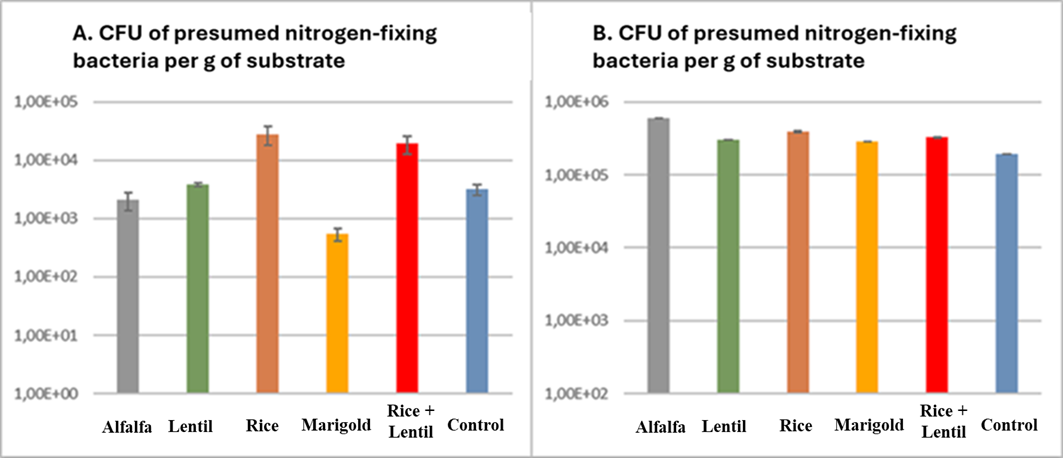 A. CFU of presumed nitrogen-fixing
bacteria per g of substrate
1,00E+05
1,00E+04
1,00E+03
1,00E+02
1,00E+01
1,00E+00
Alfalfa
Lentil
Rice
Marigold
Rice +
Lentil
Control
B. CFU of presumed nitrogen-fixing
bacteria per g of substrate
1,00E+06
1,00E+05
1,00E+04
1,00E+03
1,00E+02
Alfalfa
Lentil
Rice
Marigold
Rice +
Lentil
Control